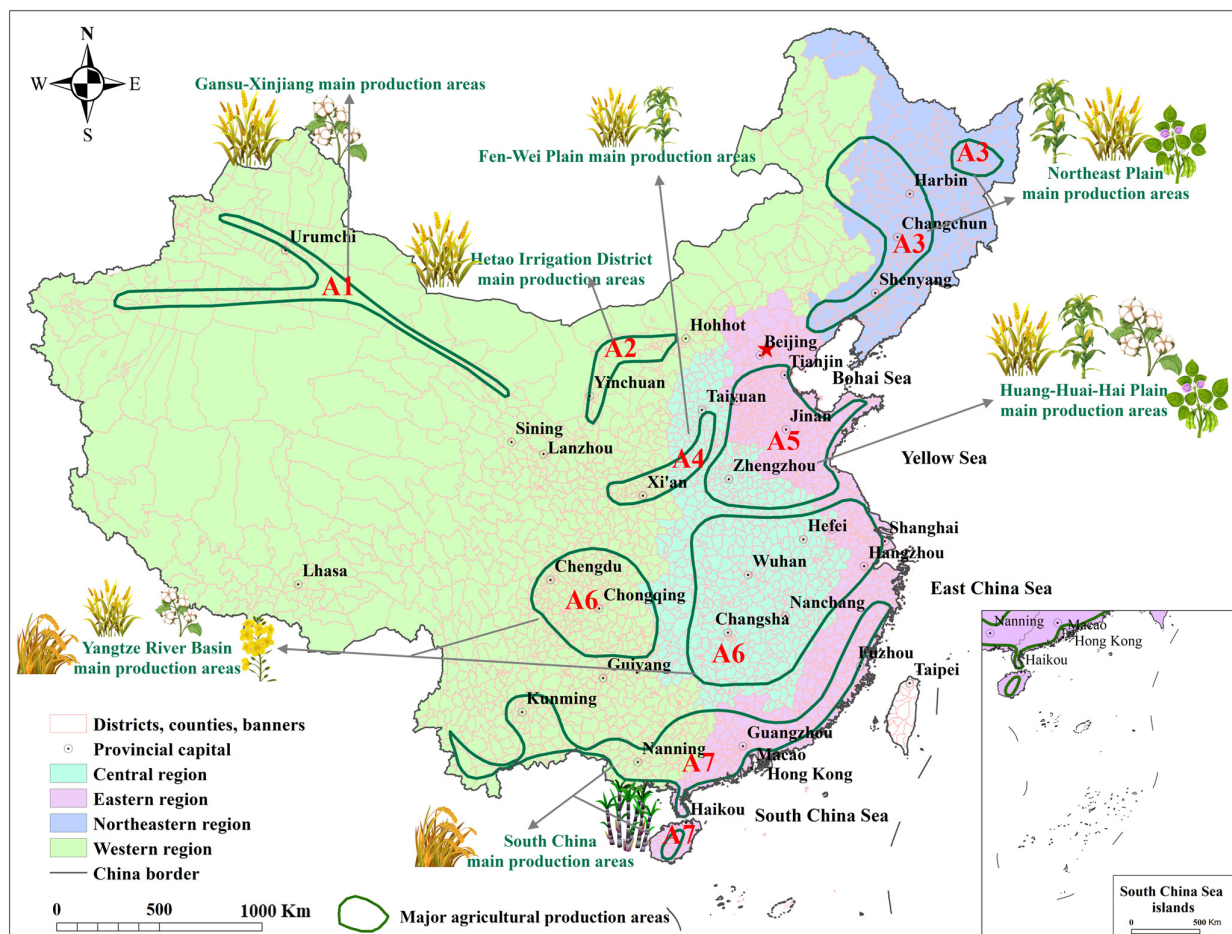 N
W
E
S
Gansu-Xinjiang main production areas
Fen-Wei Plain main production areas
Hetao Irrigation District
main production areas
Northeast Plain
main production areas
Huang-Huai-Hai Plain
main production areas
Yangtze River Basin
main production areas
South China
main production areas
A3
Harbin
Changchun
A3
Shenyang
Urumchi
A1
Hohhot
A2
Beijing
Tianjin
Bohai Sea
Yinchuan
Taiyuan
Jinan
Sining
Lanzhou
A5
A4
Zhengzhou
Yellow Sea
Xi'an
Hefei
Shanghai
Hangzhou
Wuhan
Lhasa
Chengdu
A6
Chongqing
Nanchang
East China Sea
Changsha
A6
Fuzhou
Guiyang
Taipei
Kunming
Guangzhou
Nanning
A7
Macao
Hong Kong
Haikou
South China Sea
A7
Districts, counties, banners
Provincial capital
Central region
Eastern region
Northeastern region
Western region
China border
0 500 1000 Km
Major agricultural production areas
Nanning
Macao
Hong Kong
Haikou
South China Sea
islands
0 500 Km